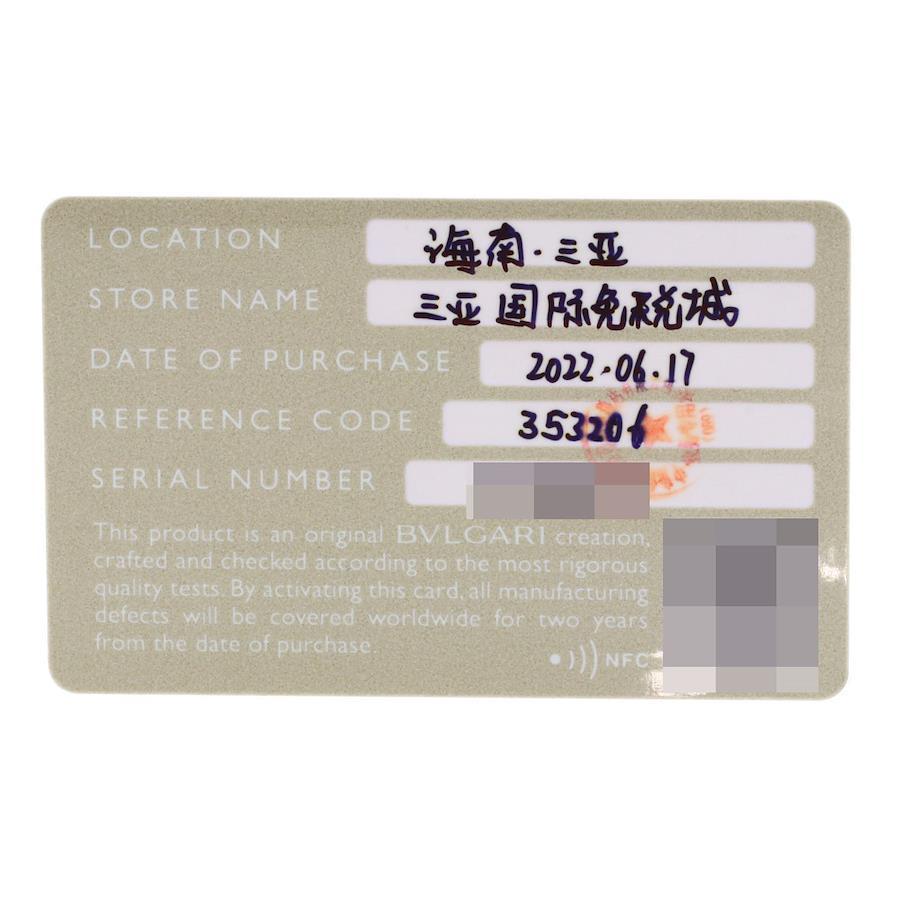 LOCATION 海南·三亚
STORE NAME 三亚国际免税城
DATE OF PURCHASE 2022.06.17
REFERENCE CODE 353206
SERIAL NUMBER
This product is an original BVLGARI creation,
crafted and checked according to the most rigorous
quality tests. By activating this card, all manufacturing
defects will be covered worldwide for two years
from the date of purchase.
NFC